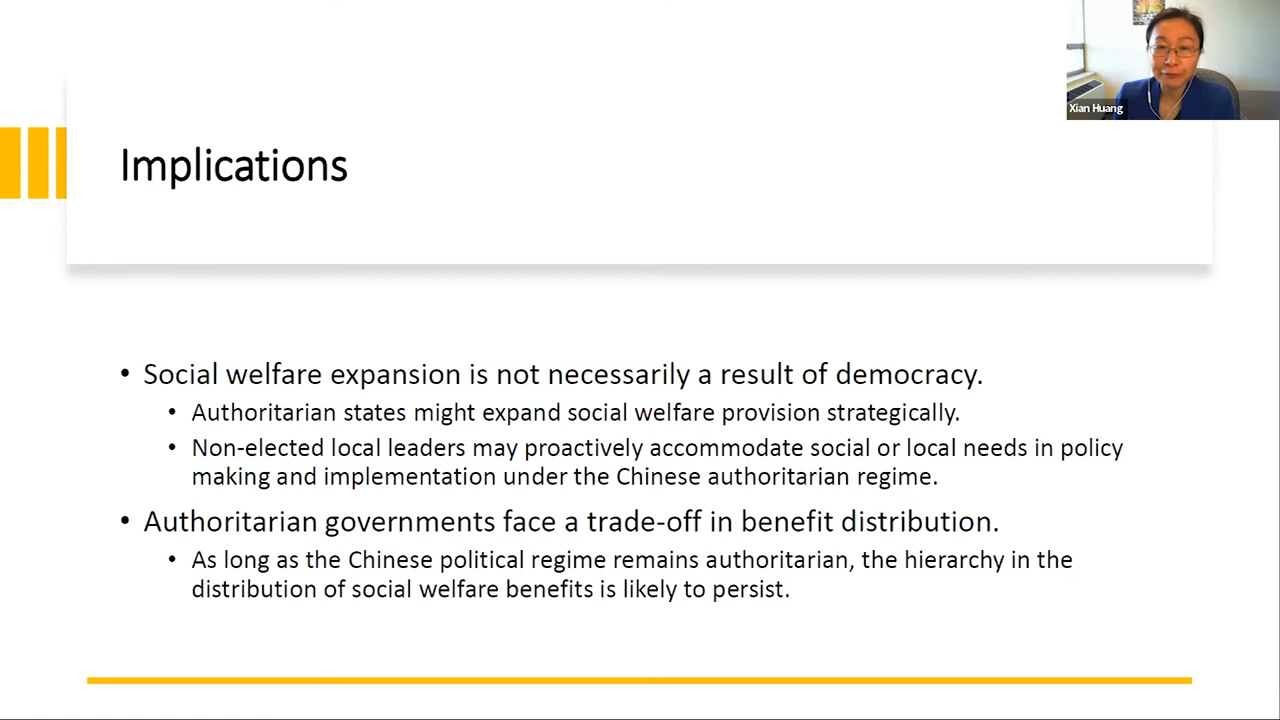 Xian Huang
Implications
• Social welfare expansion is not necessarily a result of democracy.
• Authoritarian states might expand social welfare provision strategically.
• Non-elected local leaders may proactively accommodate social or local needs in policy
making and implementation under the Chinese authoritarian regime.
• Authoritarian governments face a trade-off in benefit distribution.
• As long as the Chinese political regime remains authoritarian, the hierarchy in the
distribution of social welfare benefits is likely to persist.